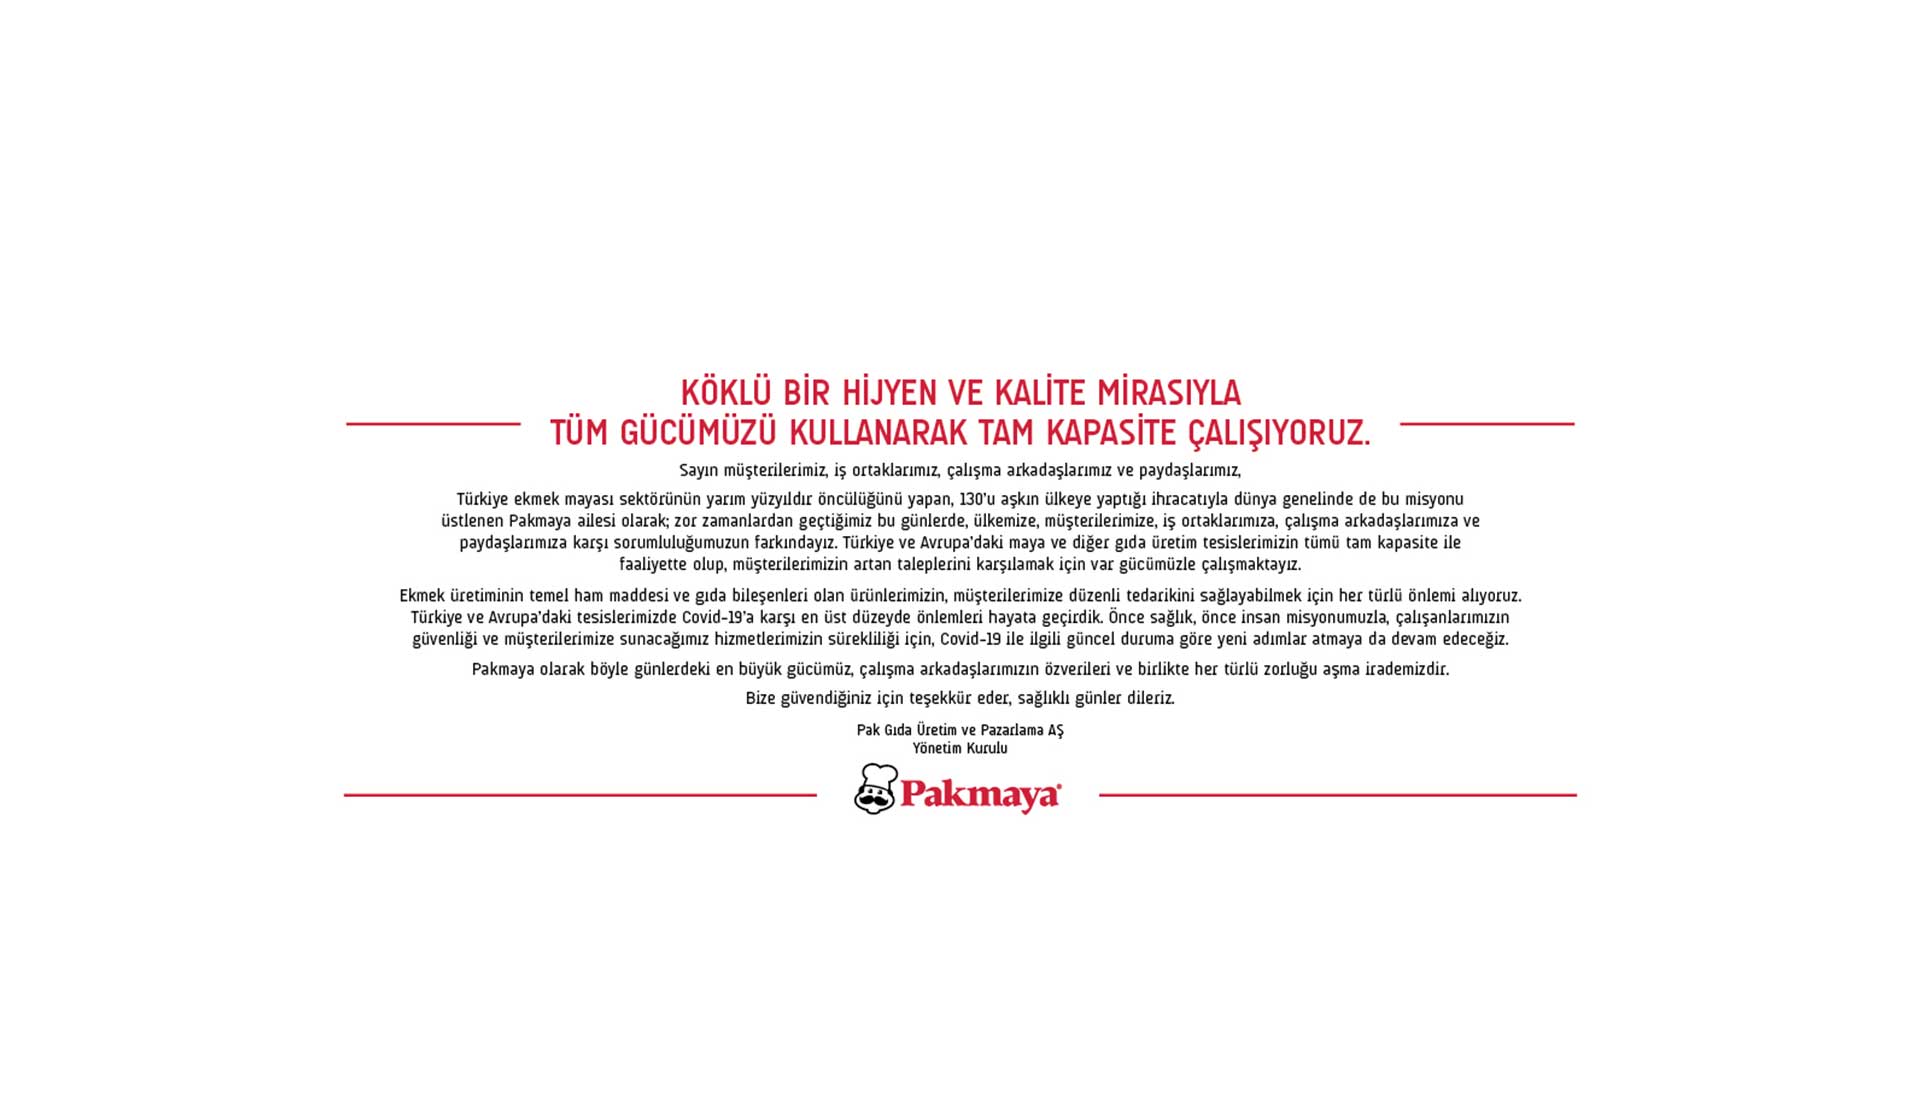 KÖKLÜ BİR HİJYEN VE KALİTE MİRASIYLA
TÜM GÜCÜMÜZÜ KULLANARAK TAM KAPASİTE ÇALIŞIYORUZ.
Sayın müşterilerimiz, iş ortaklarımız, çalışma arkadaşlarımız ve paydaşlarımız,
Türkiye ekmek mayası sektörünün yarım yüzyıldır öncülüğünü yapan, 130’u aşkın ülkeye yaptığı ihracatıyla dünya genelinde de bu misyonu
üstlenen Pakmaya ailesi olarak; zor zamanlardan geçtiğimiz bu günlerde, ülkemize, müşterilerimize, iş ortaklarımıza, çalışma arkadaşlarımıza ve
paydaşlarımıza karşı sorumluluğumuzun farkındayız. Türkiye ve Avrupa’daki maya ve diğer gıda üretim tesislerimizin tümü tam kapasite ile
faaliyette olup, müşterilerimizin artan taleplerini karşılamak için var gücümüzle çalışmaktayız.
Ekmek üretiminin temel ham maddesi ve gıda bileşenleri olan ürünlerimizin, müşterilerimize düzenli tedarikini sağlayabilmek için her türlü önlemi alıyoruz.
Türkiye ve Avrupa’daki tesislerimizde Covid-19’a karşı en üst düzeyde önlemleri hayata geçirdik. Önce sağlık, önce insan misyonumuzla, çalışanlarımızın
güvenliği ve müşterilerimize sunacağımız hizmetlerimizin sürekliliği için, Covid-19 ile ilgili güncel duruma göre yeni adımlar atmaya da devam edeceğiz.
Pakmaya olarak böyle günlerdeki en büyük gücümüz, çalışma arkadaşlarımızın özverileri ve birlikte her türlü zorluğu aşma irademizdir.
Bize güvendiğiniz için teşekkür eder, sağlıklı günler dileriz.
Pak Gıda Üretim ve Pazarlama AŞ
Yönetim Kurulu
Pakmaya®